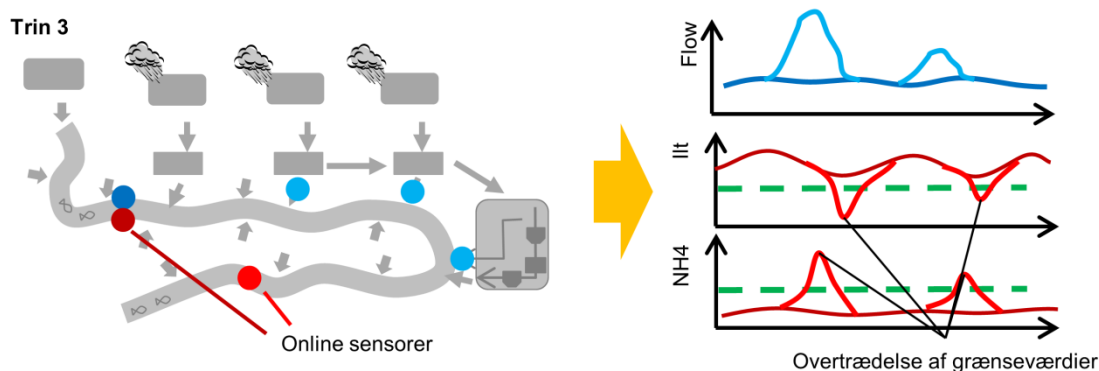 Trin 3
Online sensorer
Flow
Ilt
NH4
Overtrædelse af grænseværdier